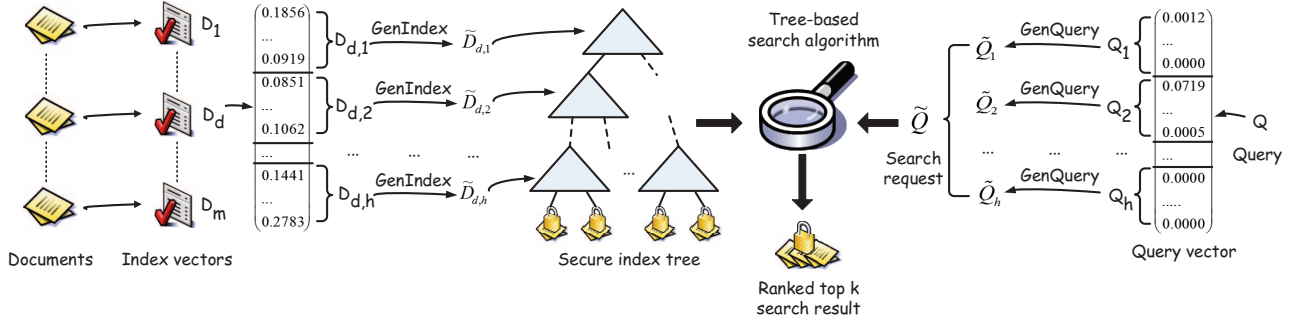 D1
Dd
Dm
Documents
Index vectors
0.1856
...
0.0919
0.0851
...
0.1062
...
0.1441
...
0.2783
Dd,1
Dd,2
Dd,h
GenIndex
GenIndex
GenIndex
... ... ...
D̃d,1
D̃d,2
D̃d,h
...
Secure index tree
Tree-based
search algorithm
Ranked top k
search result
Q̃
Search
request
Q̃1
Q̃2
Q̃h
GenQuery
GenQuery
GenQuery
... ... ...
Q1
Q2
Qh
0.0012
...
0.0000
0.0719
...
0.0005
...
0.0000
.....
0.0000
Q
Query
Query vector